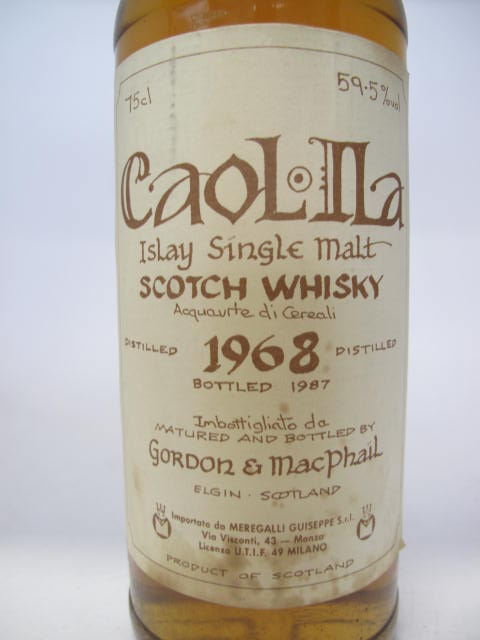 75cl
59.5%vol
Caol·Ila
Islay Single Malt
SCOTCH WHISKY
Acquavite di Cereali
DISTILLED 1968 DISTILLED
BOTTLED 1987
Imbottigliato da
MATURED AND BOTTLED BY
Gordon & MacPhail
ELGIN · SCOTLAND
Importato da MEREGALLI GUISEPPE S.r.l.
Via Visconti, 43 — Monza
Licenza U.T.I.F. 49 MILANO
PRODUCT OF SCOTLAND